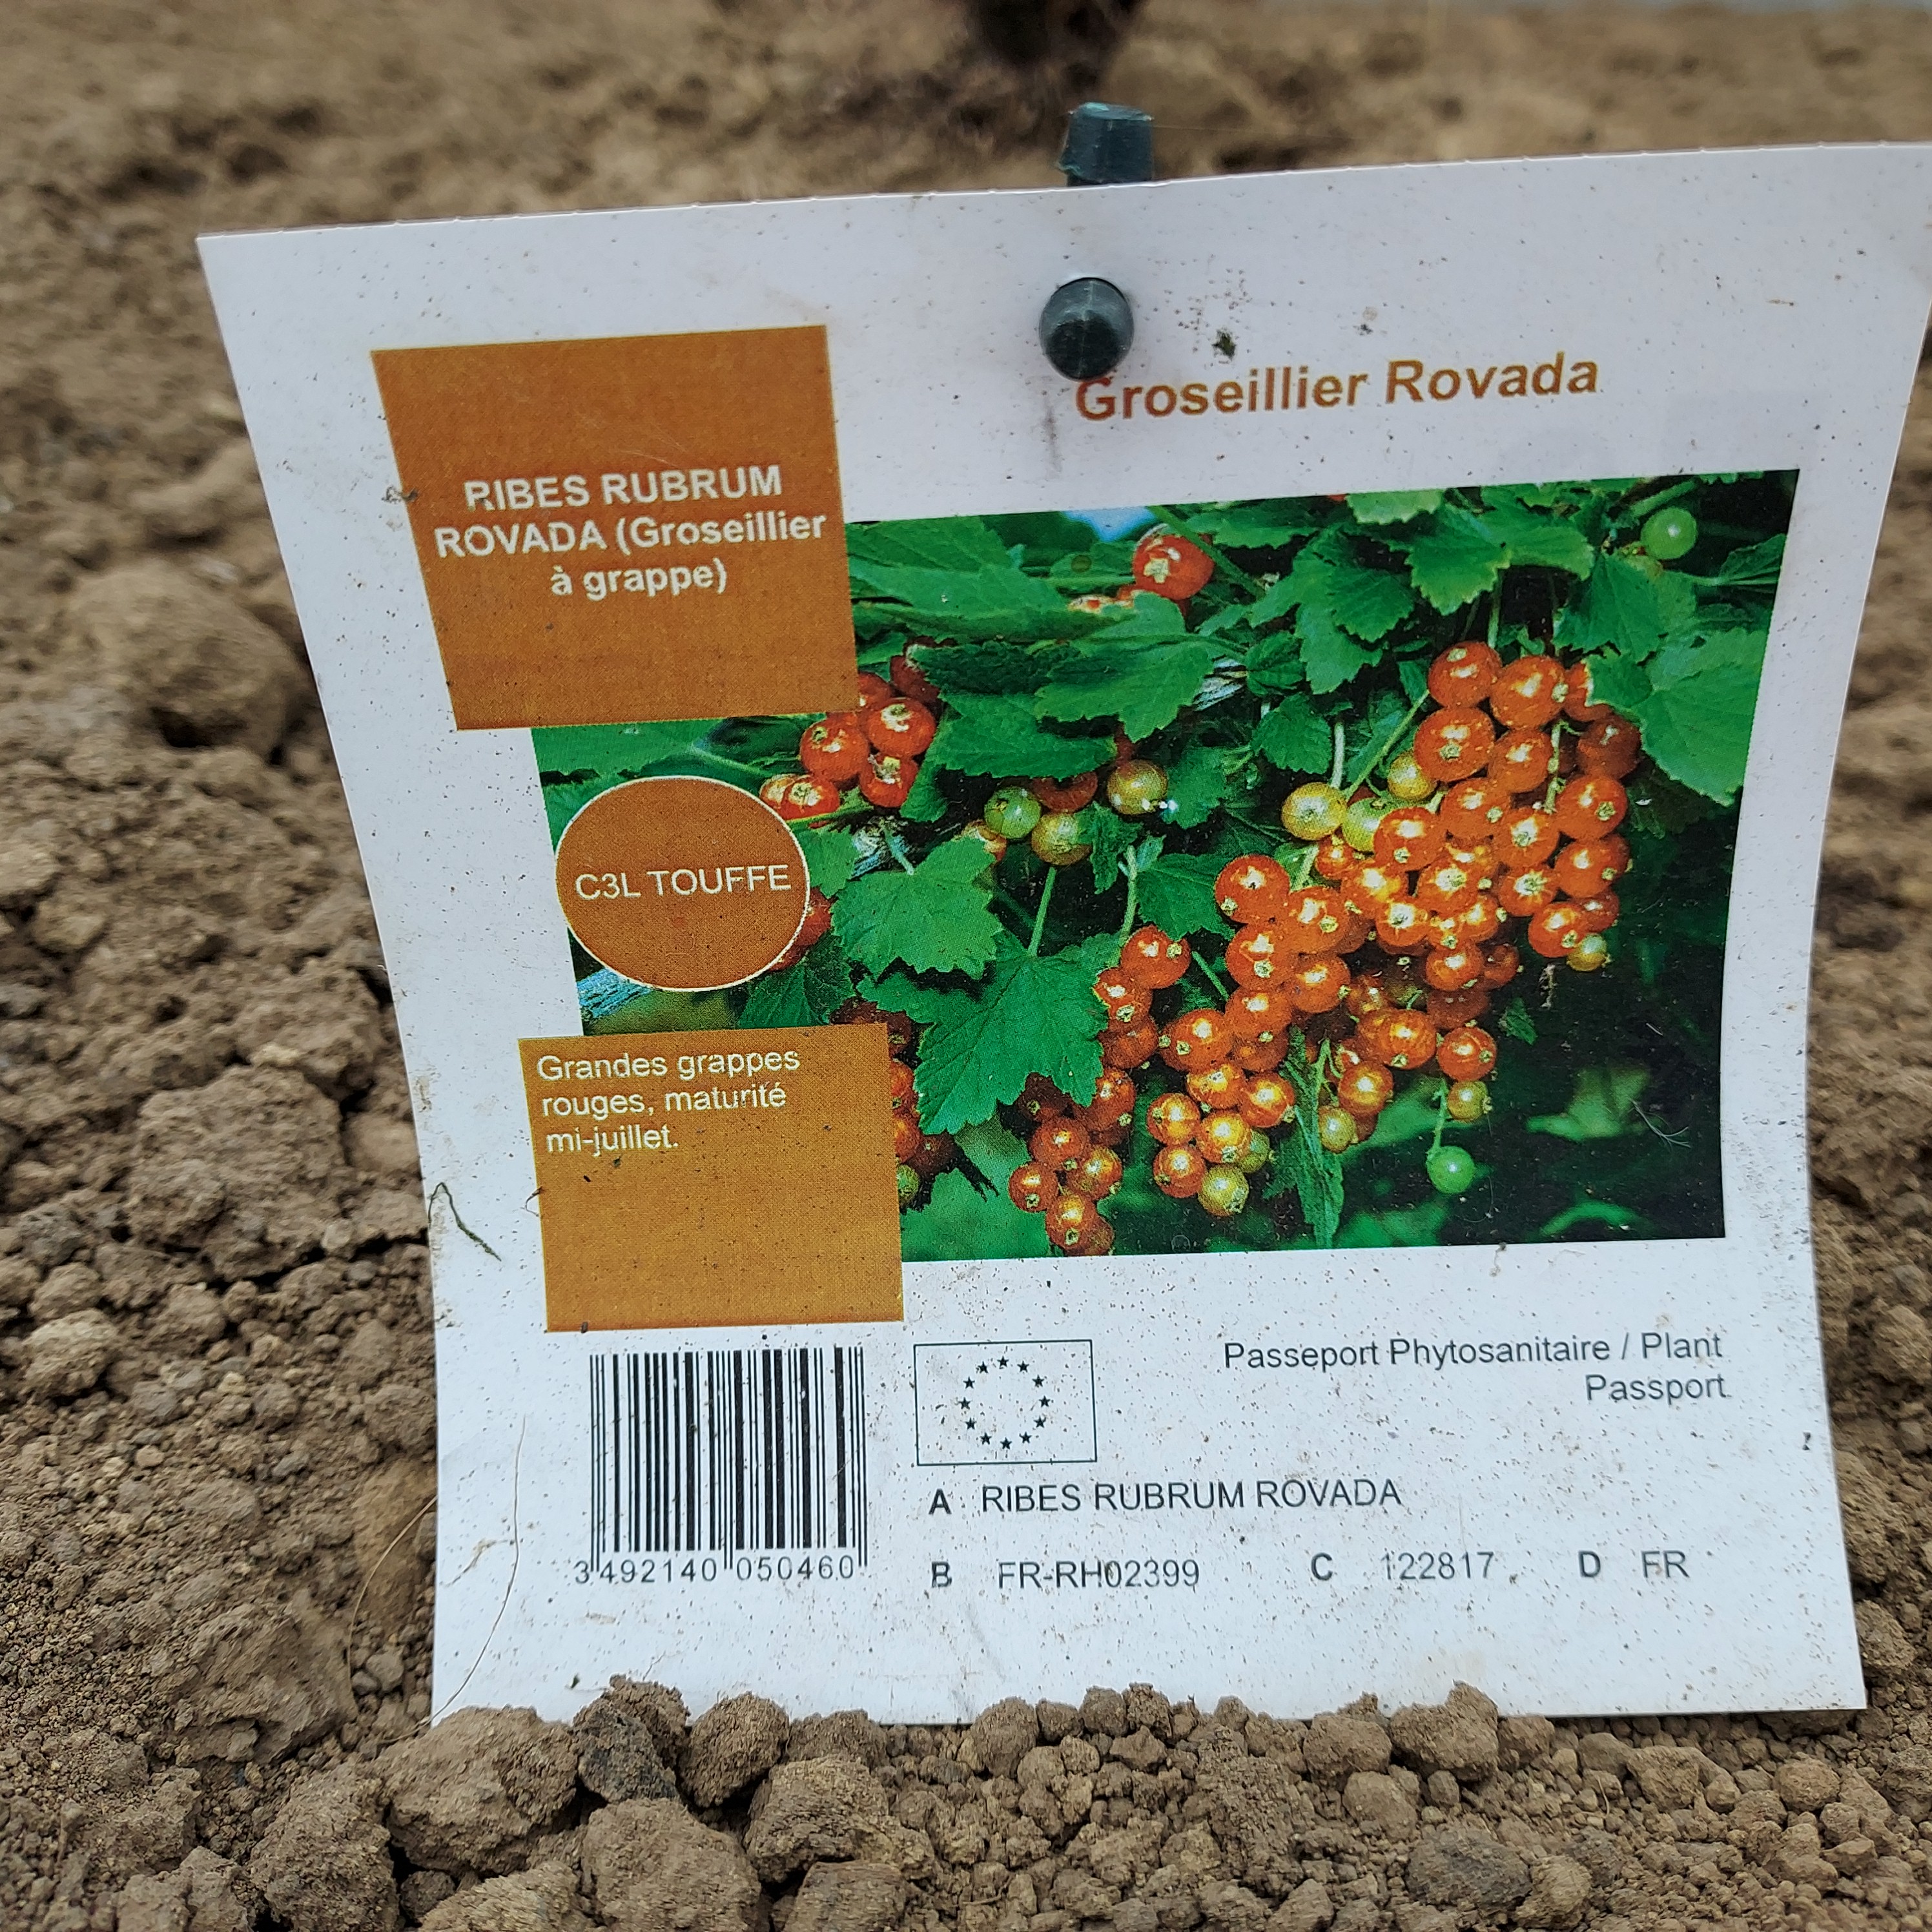 Groseillier Rovada
RIBES RUBRUM
ROVADA (Groseillier
à grappe)
C3L TOUFFE
Grandes grappes
rouges, maturité
mi-juillet.
3 492140 050460
Passeport Phytosanitaire / Plant
Passport
A RIBES RUBRUM ROVADA
B FR-RH02399 C 122817 D FR